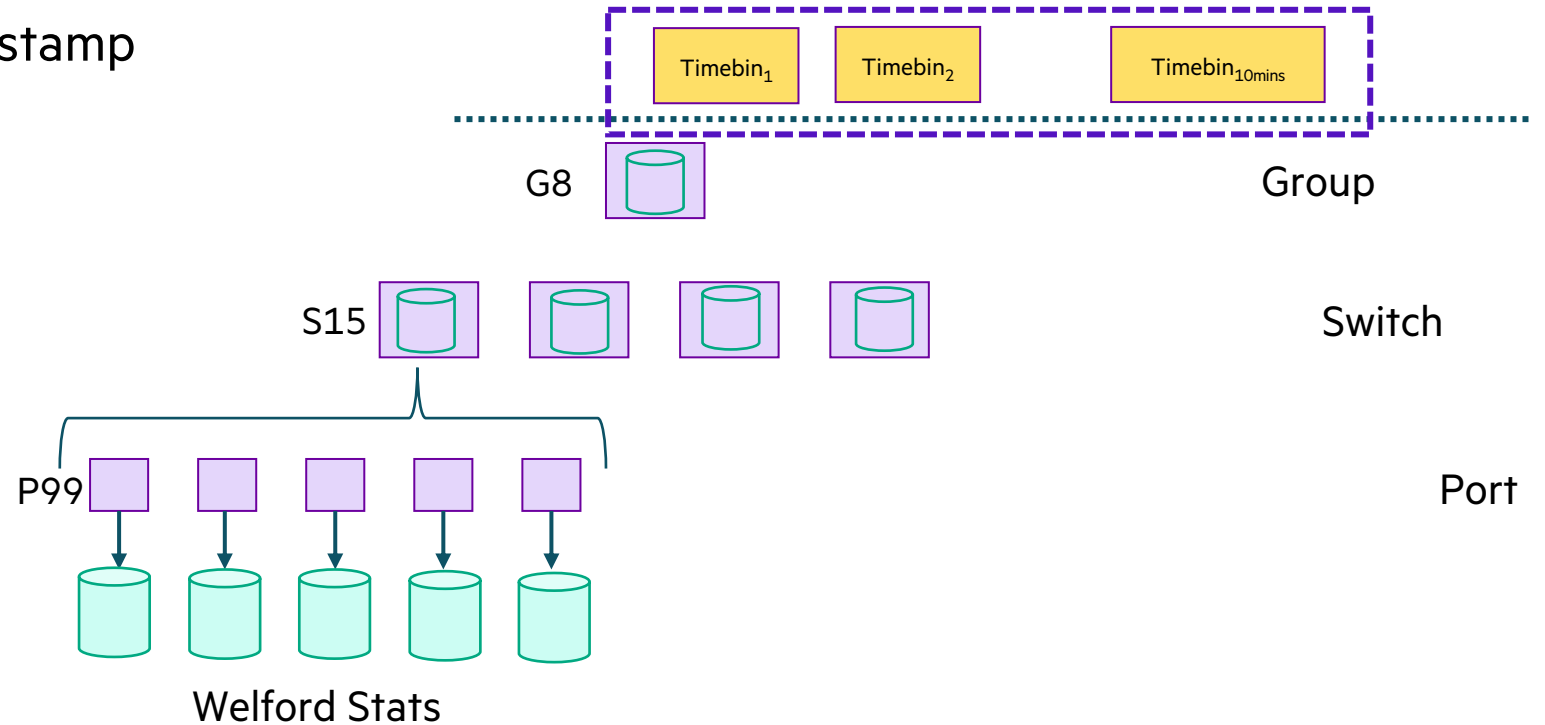 stamp
Timebin₁ Timebin₂ Timebin₁₀ₘᵢₙₛ
G8 Group
S15 Switch
P99 Port
Welford Stats